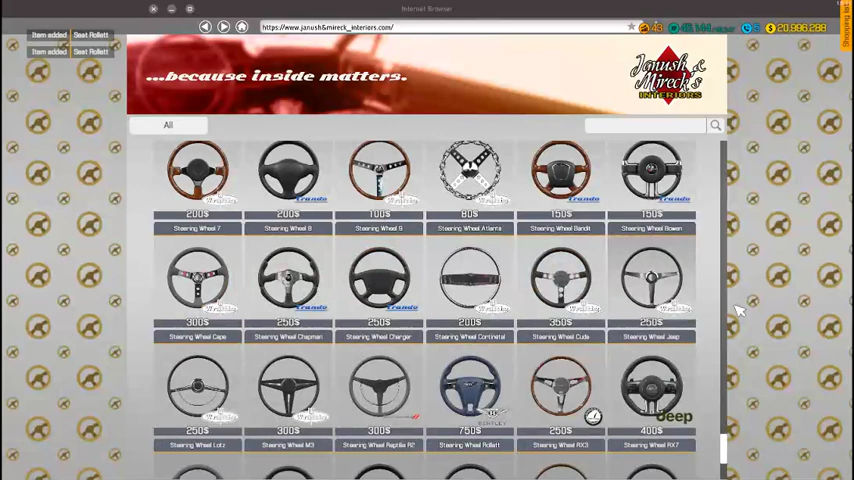 Internet Browser
https://www.janush&mireck_interiors.com/
Item added Seat Rollett
Item added Seat Rollett
43
5
$20,996,288
Shopping list
...because inside matters.
Janush &
Mireck's
INTERIORS
All
200$ 200$ 100$ 80$ 150$ 150$
Steering Wheel 7 Steering Wheel 8 Steering Wheel 9 Steering Wheel Atlanta Steering Wheel Bandit Steering Wheel Bowen
300$ 250$ 250$ 200$ 350$ 250$
Steering Wheel Cape Steering Wheel Chapman Steering Wheel Charger Steering Wheel Continetal Steering Wheel Cuda Steering Wheel Jeep
BENTLEY Jeep
250$ 300$ 300$ 750$ 250$ 400$
Steering Wheel Lotz Steering Wheel M3 Steering Wheel Reptile R2 Steering Wheel Rollett Steering Wheel RX3 Steering Wheel RX7